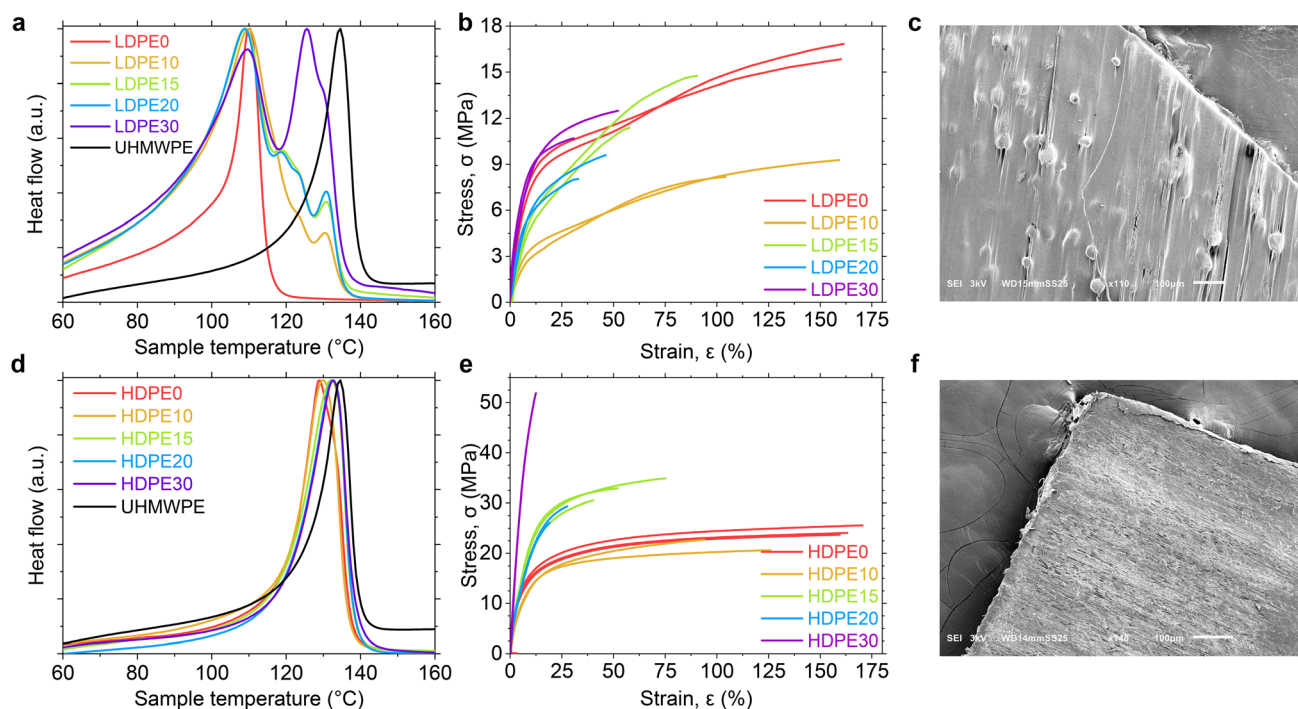 a
LDPE0
LDPE10
LDPE15
LDPE20
LDPE30
UHMWPE
Heat flow (a.u.)
60 80 100 120 140 160
Sample temperature (°C)
b
18
15
12
9
6
3
0
Stress, σ (MPa)
LDPE0
LDPE10
LDPE15
LDPE20
LDPE30
0 25 50 75 100 125 150 175
Strain, ε (%)
c
SEI 3kV WD15mmSS25 x110 100µm
d
HDPE0
HDPE10
HDPE15
HDPE20
HDPE30
UHMWPE
Heat flow (a.u.)
60 80 100 120 140 160
Sample temperature (°C)
e
50
40
30
20
10
0
Stress, σ (MPa)
HDPE0
HDPE10
HDPE15
HDPE20
HDPE30
0 25 50 75 100 125 150 175
Strain, ε (%)
f
SEI 3kV WD14mmSS25 x140 100µm